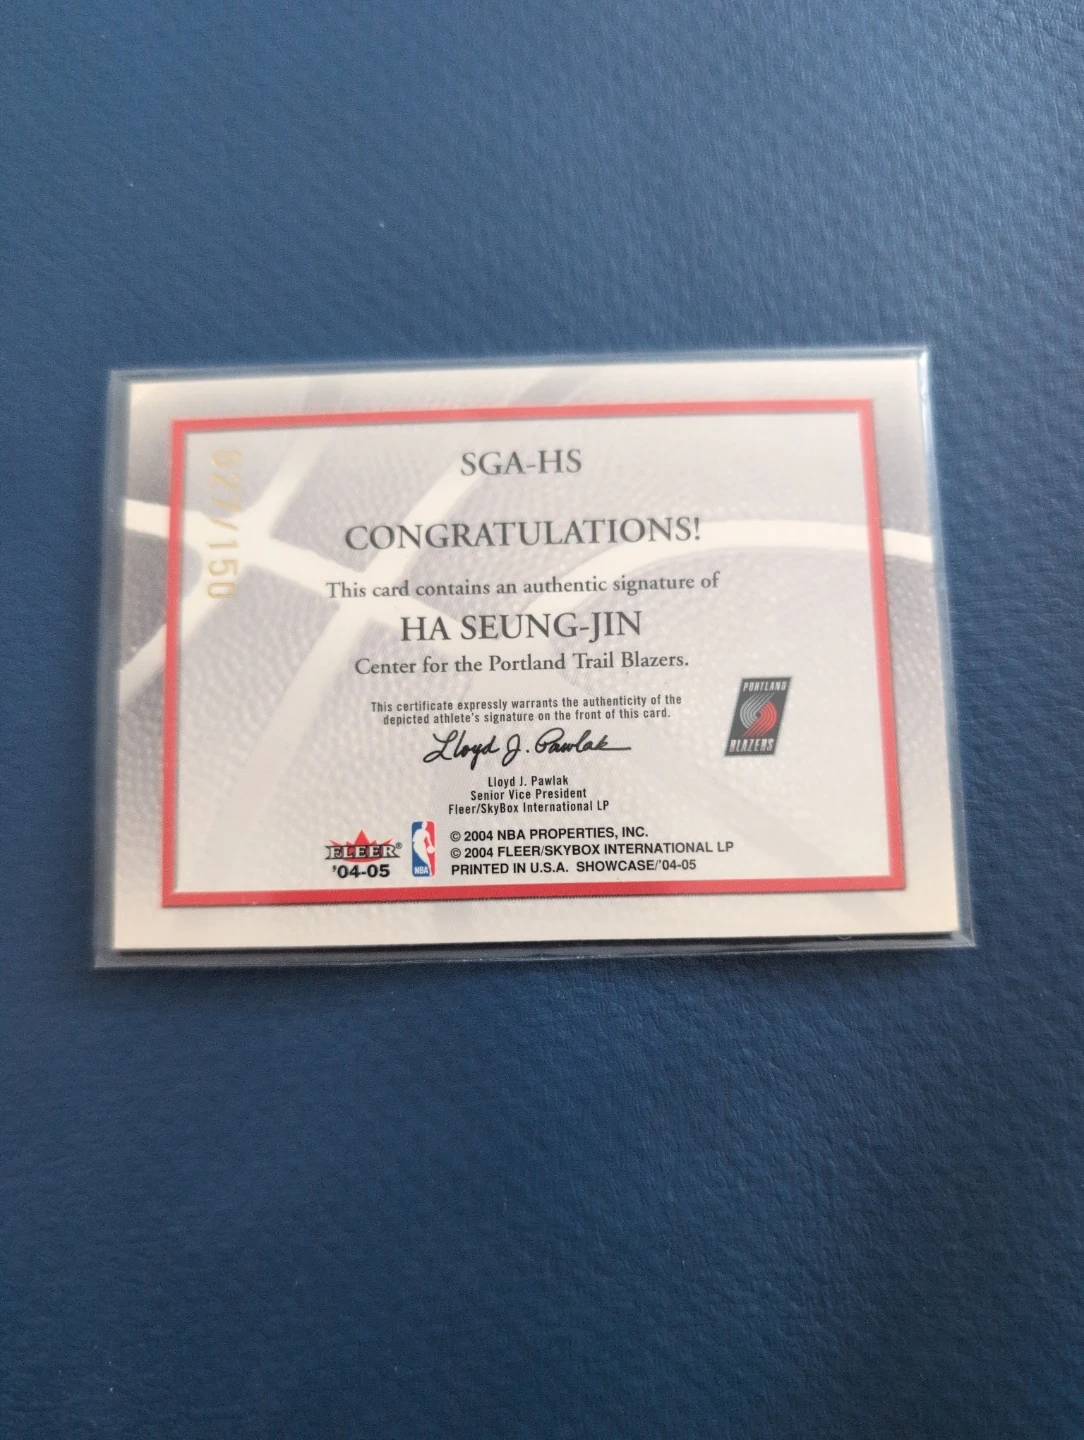 SGA-HS
027/150
CONGRATULATIONS!
This card contains an authentic signature of
HA SEUNG-JIN
Center for the Portland Trail Blazers.
This certificate expressly warrants the authenticity of the
depicted athlete's signature on the front of this card.
Lloyd J. Pawlak
Lloyd J. Pawlak
Senior Vice President
Fleer/SkyBox International LP
PORTLAND
BLAZERS
FLEER®
'04-05
NBA
© 2004 NBA PROPERTIES, INC.
© 2004 FLEER/SKYBOX INTERNATIONAL LP
PRINTED IN U.S.A. SHOWCASE/'04-05